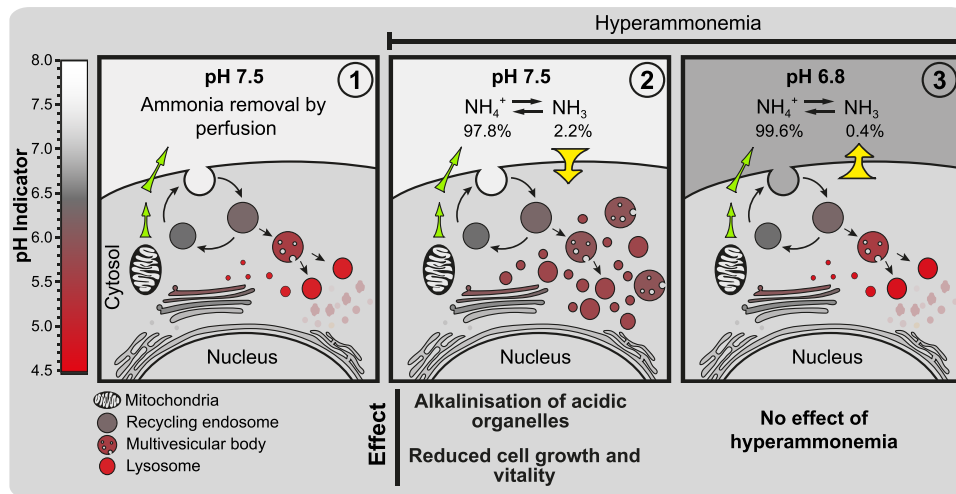 Hyperammonemia
pH Indicator
8.0
7.5
7.0
6.5
6.0
5.5
5.0
4.5
1
pH 7.5
Ammonia removal by
perfusion
Cytosol
Nucleus
2
pH 7.5
NH₄⁺ NH₃
97.8% 2.2%
Nucleus
3
pH 6.8
NH₄⁺ NH₃
99.6% 0.4%
Nucleus
Mitochondria
Recycling endosome
Multivesicular body
Lysosome
Effect
Alkalinisation of acidic
organelles
Reduced cell growth and
vitality
No effect of
hyperammonemia